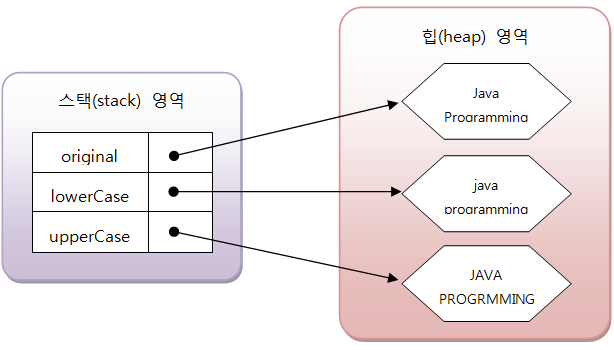 힙(heap) 영역
스택(stack) 영역
original
lowerCase
upperCase
Java
Programming
java
programming
JAVA
PROGRMMING